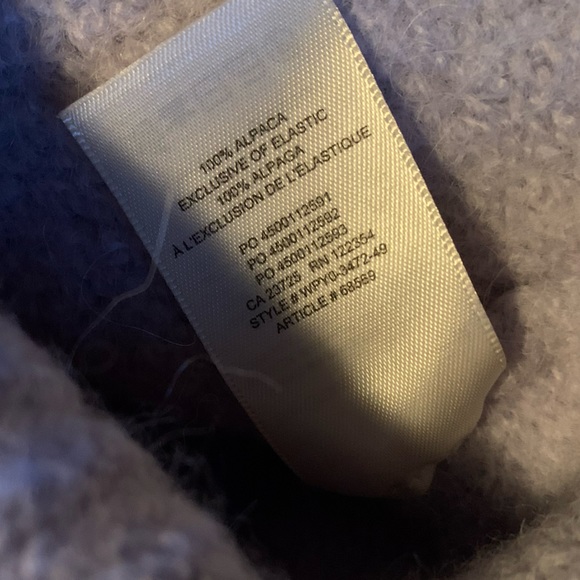 100% ALPACA
EXCLUSIVE OF ELASTIC
100% ALPAGA
À L'EXCLUSION DE L'ÉLASTIQUE
PO 4500112591
PO 4500112592
PO 4500112593
CA 23725 RN 122354
STYLE # WPY0-3472-49
ARTICLE # 68589